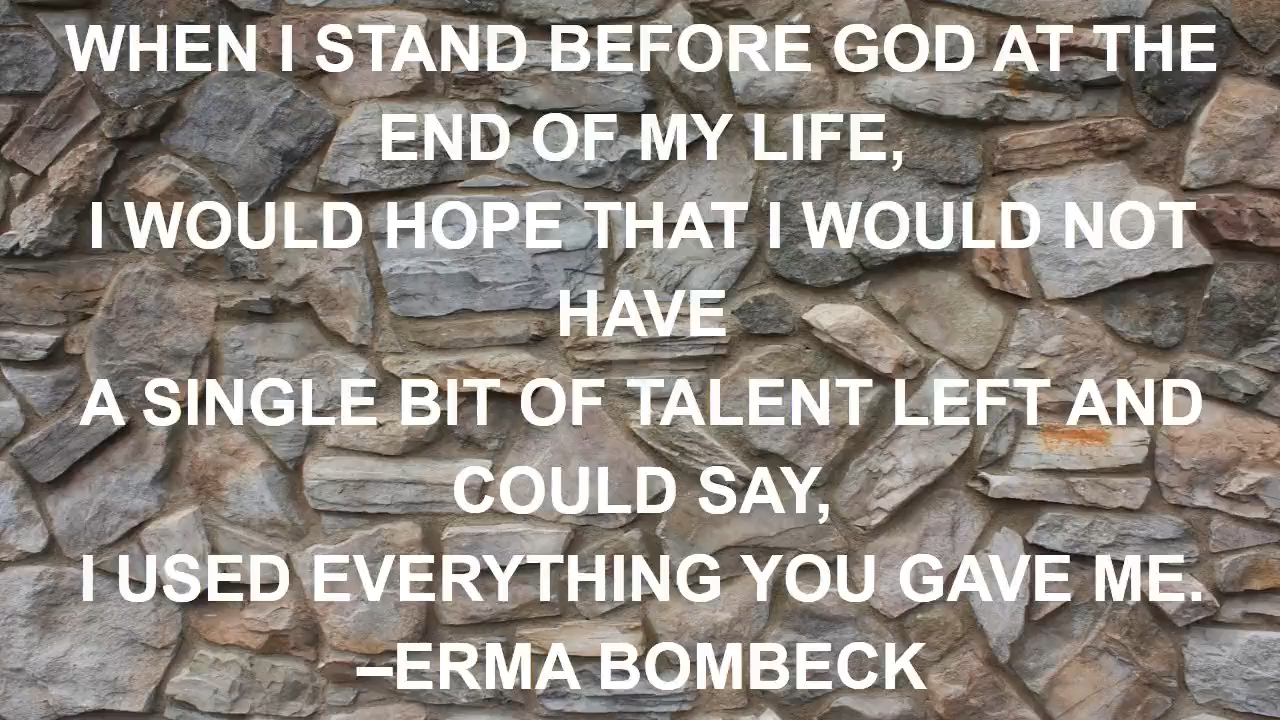 WHEN I STAND BEFORE GOD AT THE
END OF MY LIFE,
I WOULD HOPE THAT I WOULD NOT
HAVE
A SINGLE BIT OF TALENT LEFT AND
COULD SAY,
I USED EVERYTHING YOU GAVE ME.
–ERMA BOMBECK